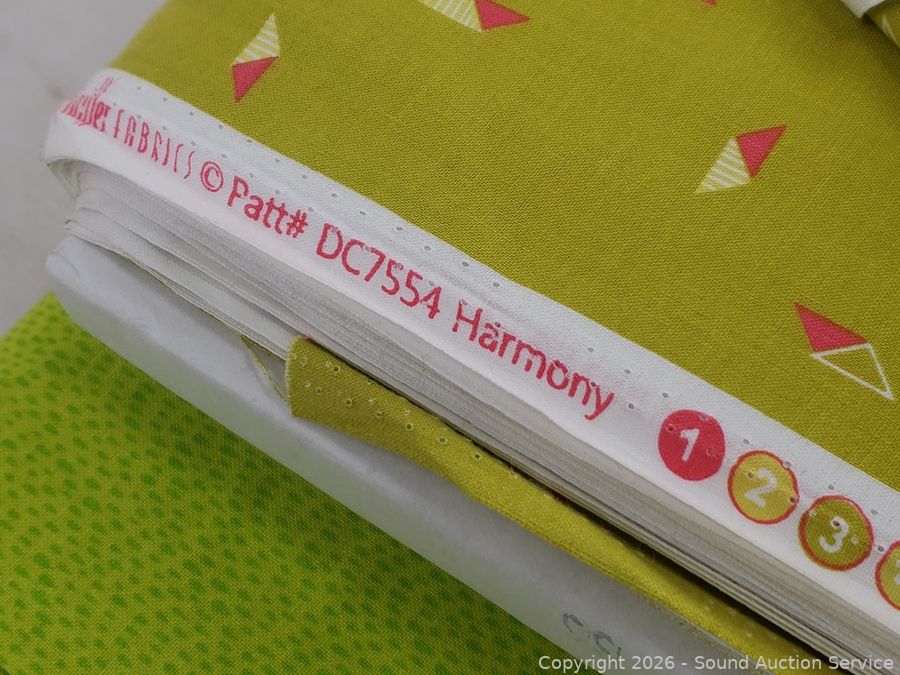 FABRICS © Patt# DC7554 Harmony 1 2 3
Copyright 2026 - Sound Auction Service